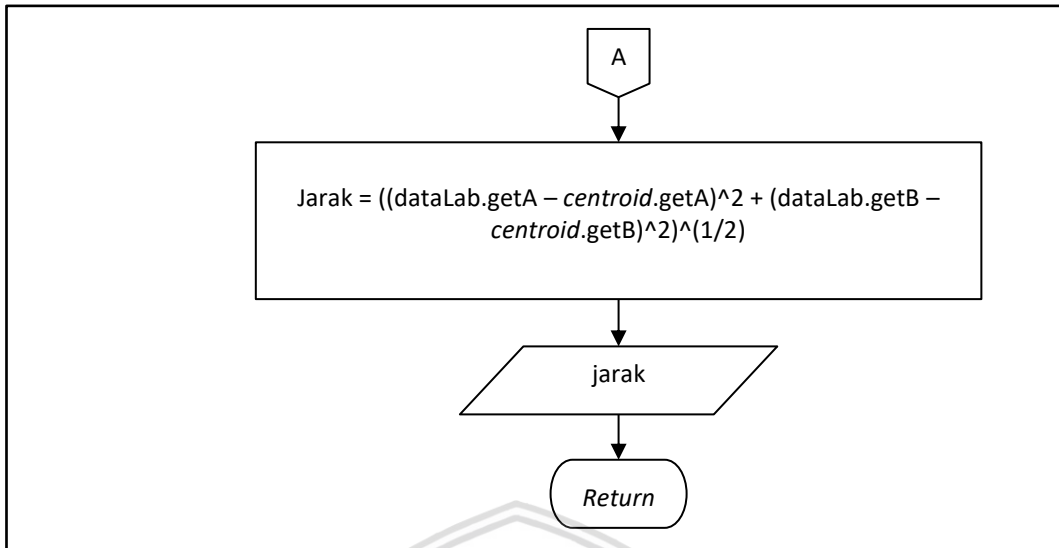 A
Jarak = ((dataLab.getA – centroid.getA)^2 + (dataLab.getB –
centroid.getB)^2)^(1/2)
jarak
Return